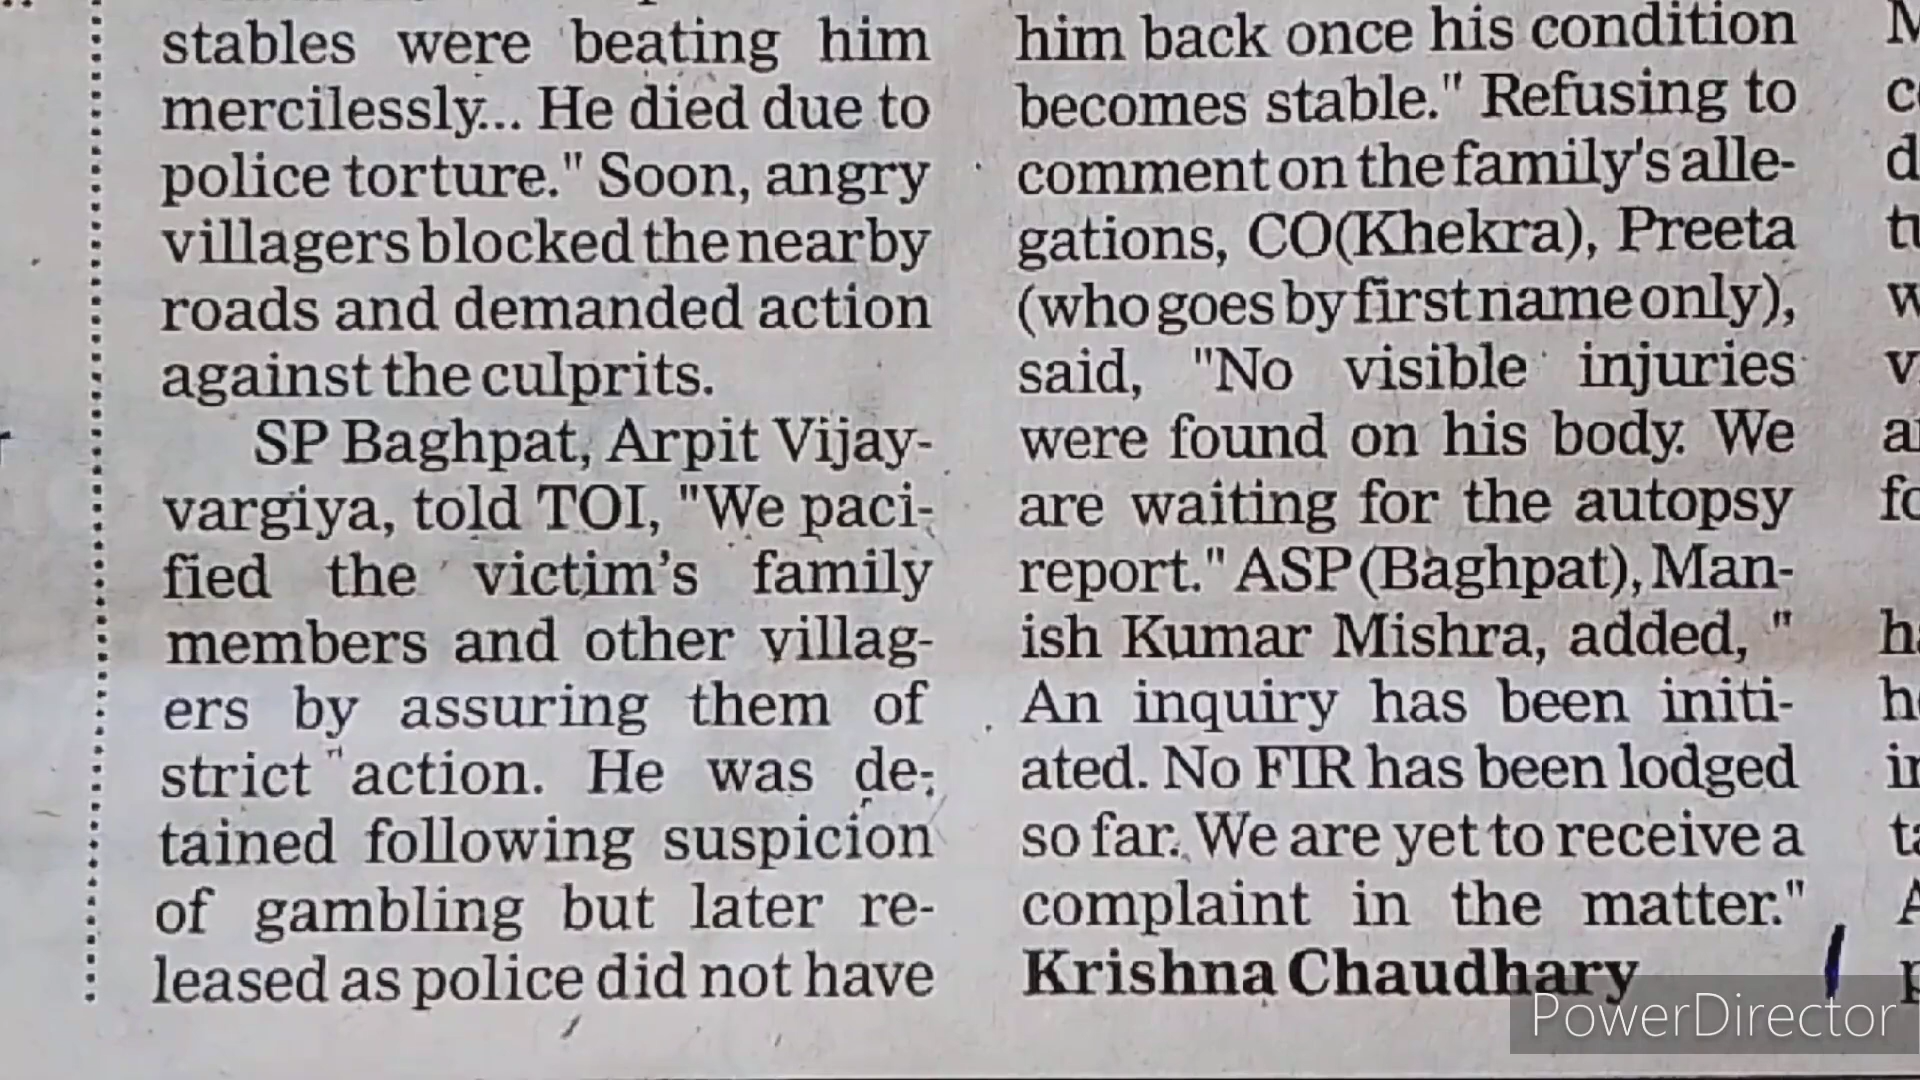 stables were beating him
mercilessly... He died due to
police torture." Soon, angry
villagers blocked the nearby
roads and demanded action
against the culprits.
SP Baghpat, Arpit Vijay-
vargiya, told TOI, "We paci-
fied the victim's family
members and other villag-
ers by assuring them of
strict action. He was de-
tained following suspicion
of gambling but later re-
leased as police did not have
him back once his condition
becomes stable." Refusing to
comment on the family's alle-
gations, CO(Khekra), Preeta
(who goes by first name only),
said, "No visible injuries
were found on his body. We
are waiting for the autopsy
report." ASP (Baghpat), Man-
ish Kumar Mishra, added, "
An inquiry has been initi-
ated. No FIR has been lodged
so far. We are yet to receive a
complaint in the matter."
Krishna Chaudhary
PowerDirector